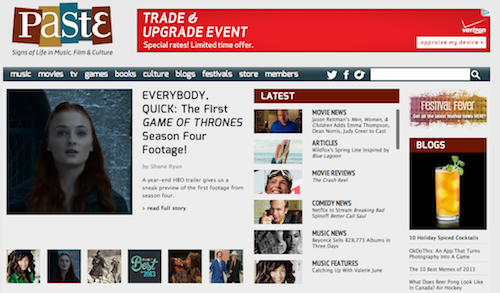 Paste
Signs of Life in Music, Film & Culture
TRADE &
UPGRADE EVENT
Special rates! Limited time offer.
verizon
appraise my device ›
music movies tv games books culture blogs festivals store members
EVERYBODY,
QUICK: The First
GAME OF THRONES
Season Four
Footage!
by Shane Ryan
A year-end HBO trailer gives us a
sneak preview of the first footage from
season four.
› read full story
Best
OF 2013
LATEST
MOVIE NEWS
Jason Reitman's Men, Women, &
Children Adds Emma Thompson,
Dean Norris, Judy Greer to Cast
ARTICLES
Wildfox's Spring Line Inspired by
Blue Lagoon
MOVIE REVIEWS
The Crash Reel
COMEDY NEWS
Netflix to Stream Breaking Bad
Spinoff Better Call Saul
MUSIC NEWS
Beyoncé Sells 828,773 Albums in
Three Days
MUSIC FEATURES
Catching Up With Valerie June
Festival Fever
Get all the latest festival news HERE!
BLOGS
10 Holiday Spiced Cocktails
OkDoThis: An App That Turns
Photography Into A Game
The 10 Best Memes of 2013
What Does Beer Pong Look Like
in Canada? Air Hockey